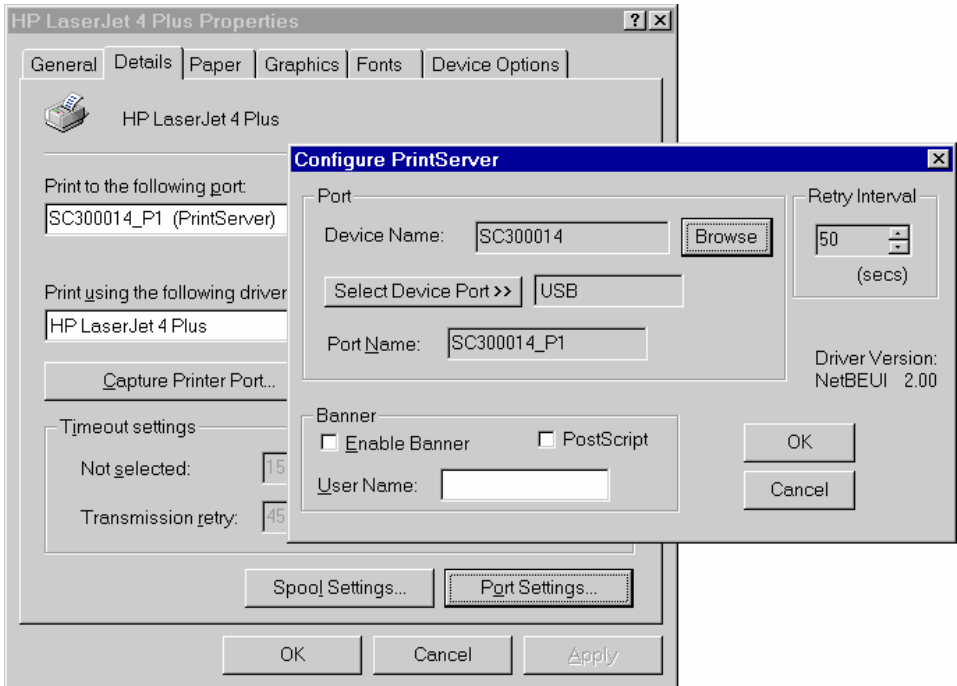 HP LaserJet 4 Plus Properties
General Details Paper Graphics Fonts Device Options
HP LaserJet 4 Plus
Print to the following port:
SC300014_P1 (PrintServer)
Print using the following driver
HP LaserJet 4 Plus
Capture Printer Port...
Timeout settings
Not selected: 15
Transmission retry: 45
Spool Settings... Port Settings...
OK Cancel Apply
Configure PrintServer
Port
Device Name: SC300014 Browse
Select Device Port >> USB
Port Name: SC300014_P1
Retry Interval
50
(secs)
Driver Version:
NetBEUI 2.00
Banner
Enable Banner PostScript
User Name:
OK
Cancel